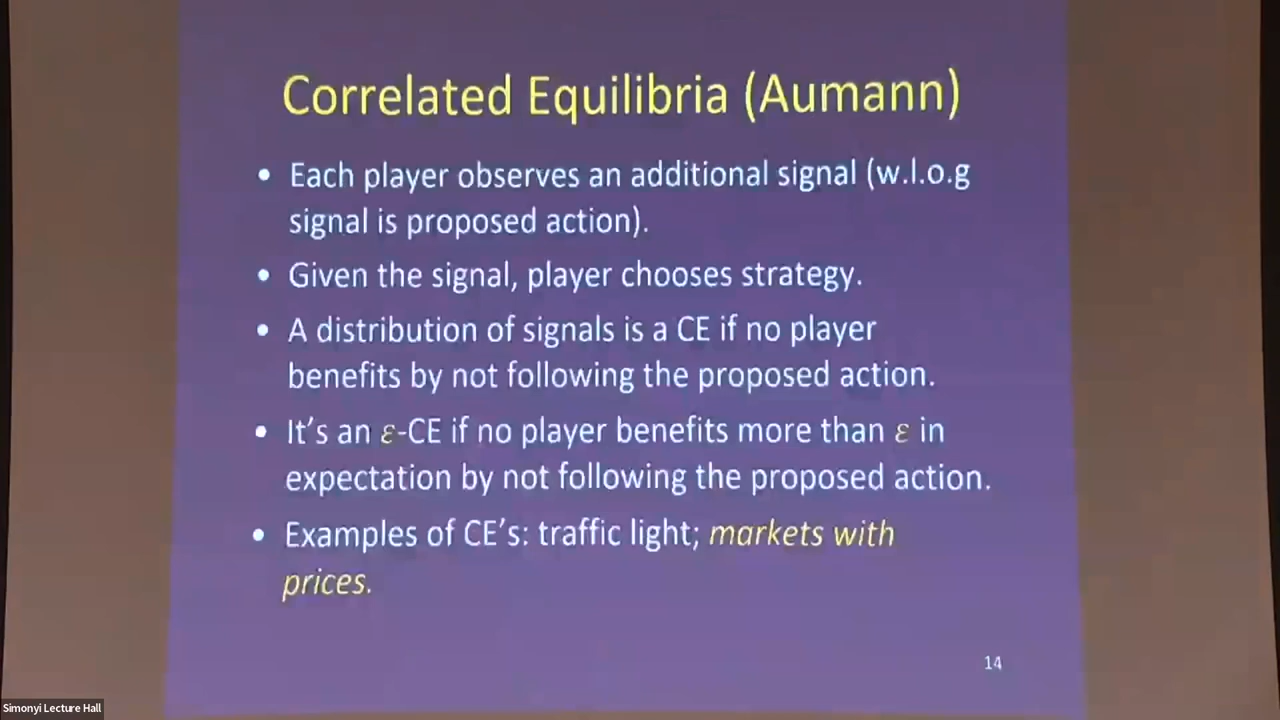 Correlated Equilibria (Aumann)
• Each player observes an additional signal (w.l.o.g
signal is proposed action).
• Given the signal, player chooses strategy.
• A distribution of signals is a CE if no player
benefits by not following the proposed action.
• It's an ε-CE if no player benefits more than ε in
expectation by not following the proposed action.
• Examples of CE's: traffic light; markets with
prices.
14
Simonyi Lecture Hall